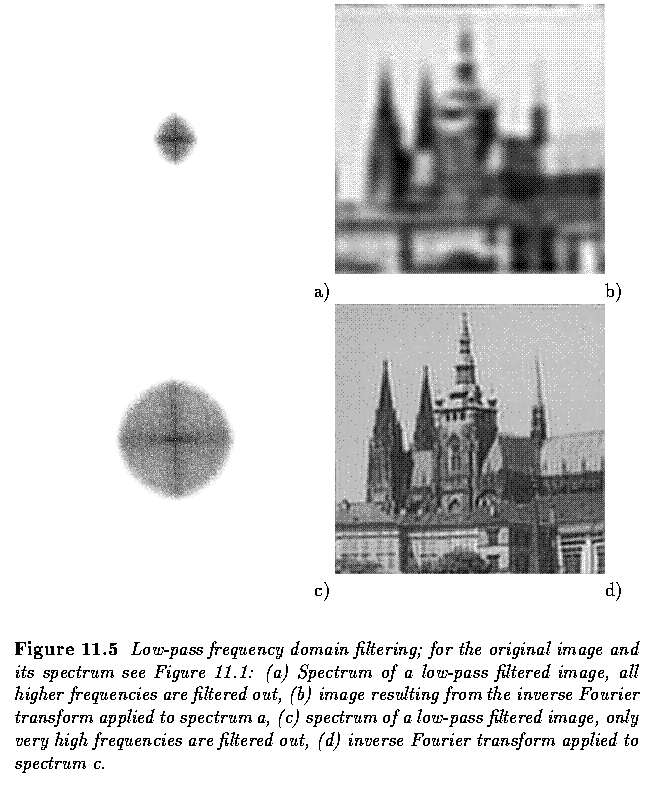 a)
b)
c)
d)
Figure 11.5 Low-pass frequency domain filtering; for the original image and
its spectrum see Figure 11.1: (a) Spectrum of a low-pass filtered image, all
higher frequencies are filtered out, (b) image resulting from the inverse Fourier
transform applied to spectrum a, (c) spectrum of a low-pass filtered image, only
very high frequencies are filtered out, (d) inverse Fourier transform applied to
spectrum c.